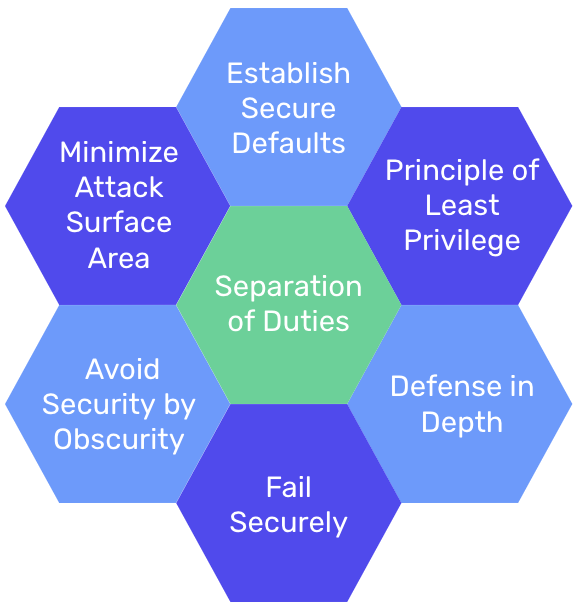 Establish
Secure
Defaults
Minimize
Attack
Surface
Area
Principle of
Least
Privilege
Separation
of Duties
Avoid
Security by
Obscurity
Defense in
Depth
Fail
Securely